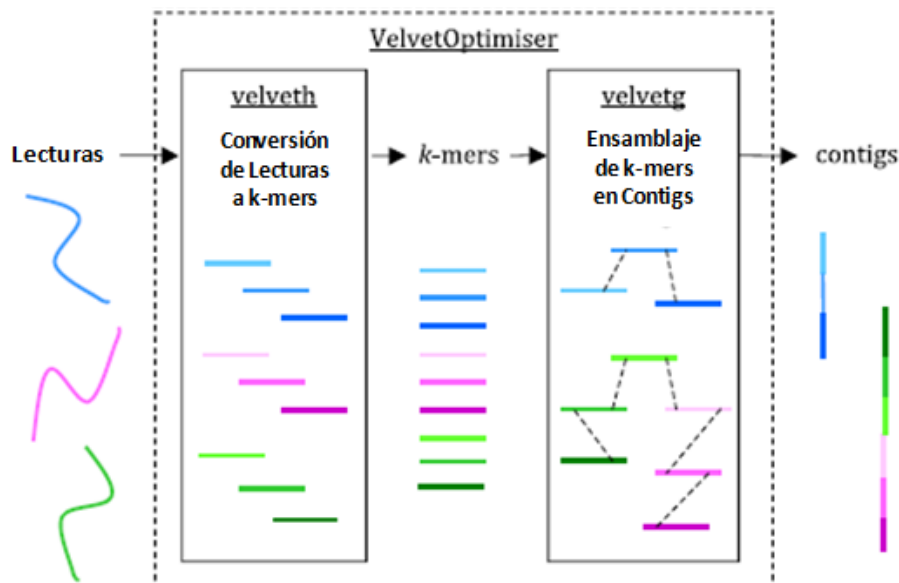 VelvetOptimiser
velveth
Conversión
de Lecturas
a k-mers
velvetg
Ensamblaje
de k-mers
en Contigs
Lecturas
k-mers
contigs